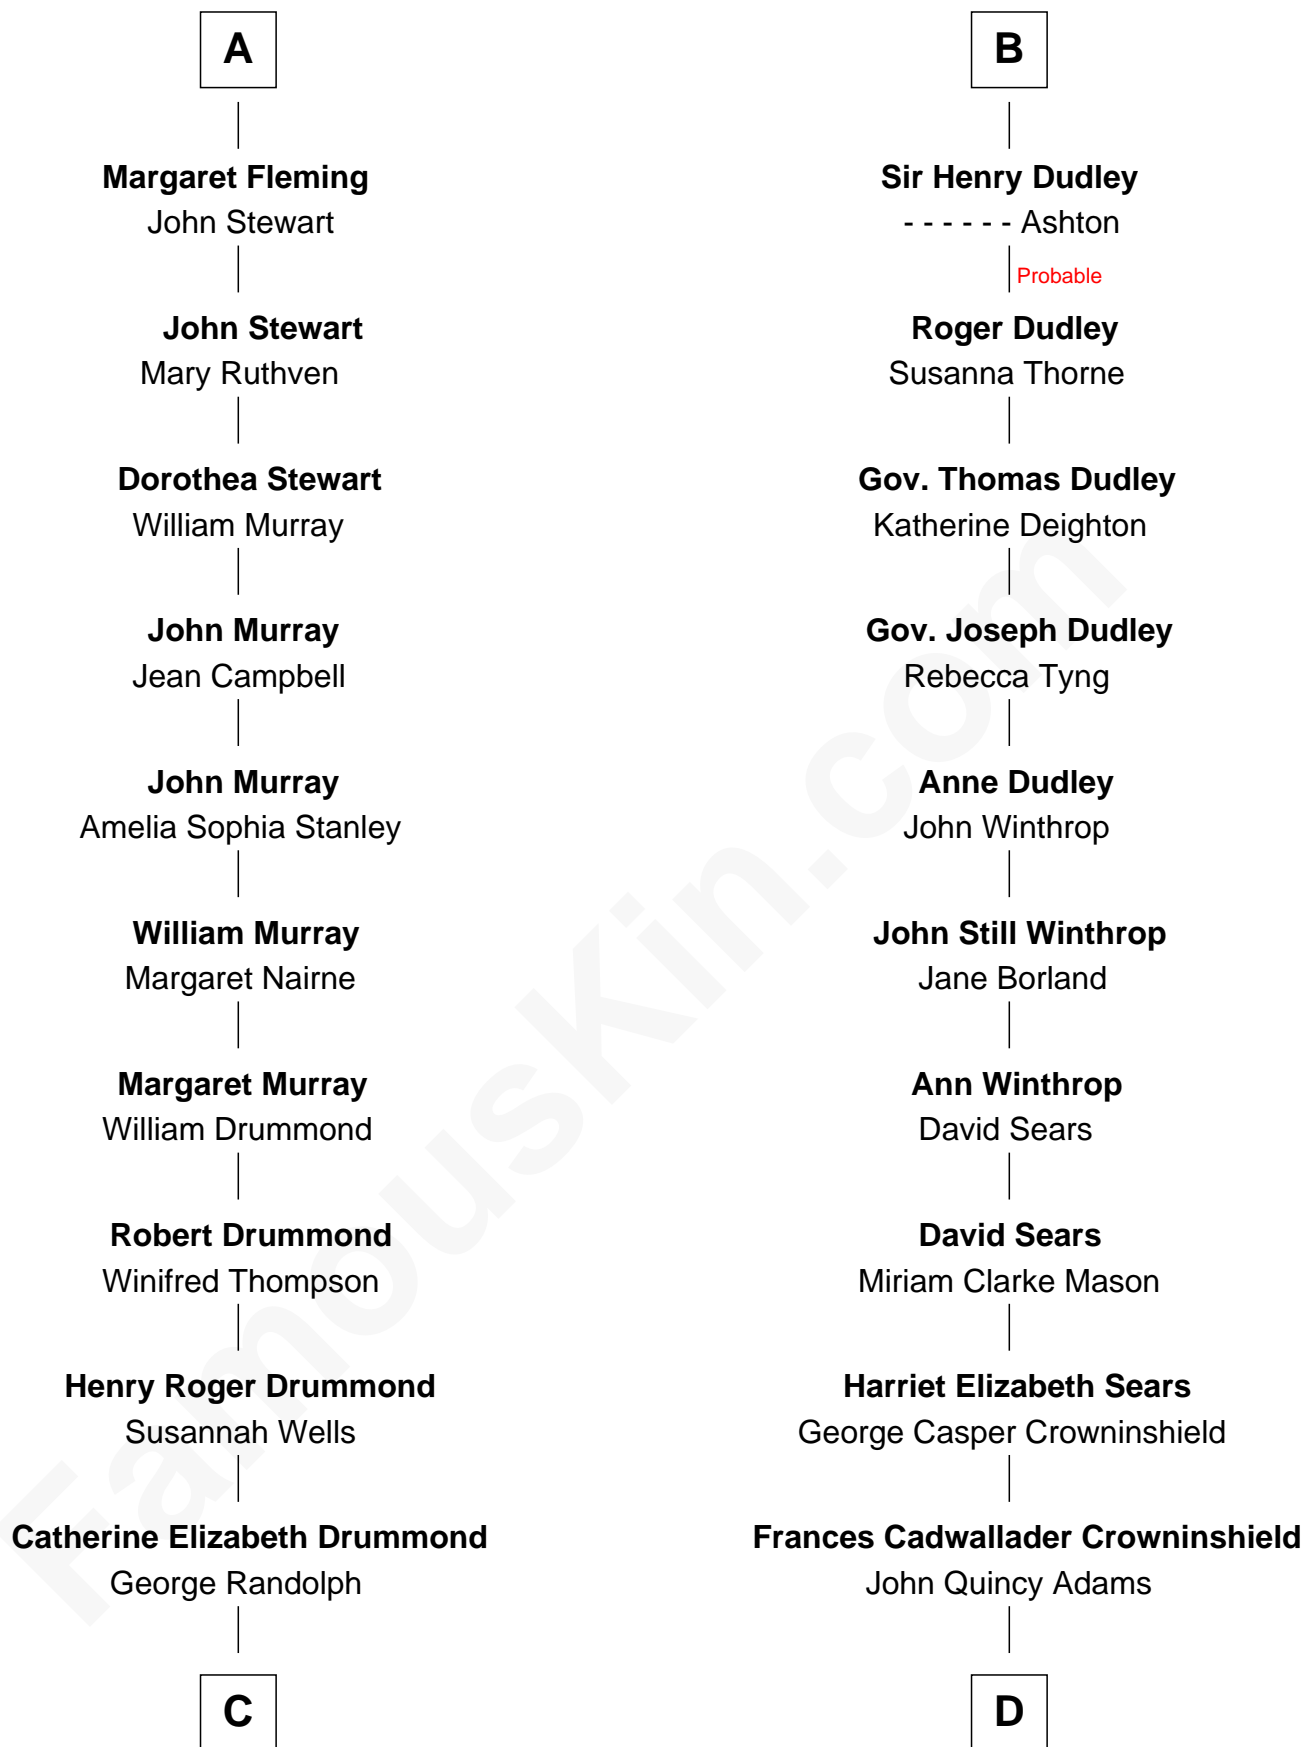 A
Margaret Fleming
John Stewart
John Stewart
Mary Ruthven
Dorothea Stewart
William Murray
John Murray
Jean Campbell
John Murray
Amelia Sophia Stanley
William Murray
Margaret Nairne
Margaret Murray
William Drummond
Robert Drummond
Winifred Thompson
Henry Roger Drummond
Susannah Wells
Catherine Elizabeth Drummond
George Randolph
C
B
Sir Henry Dudley
- - - - - - Ashton
Probable
Roger Dudley
Susanna Thorne
Gov. Thomas Dudley
Katherine Deighton
Gov. Joseph Dudley
Rebecca Tyng
Anne Dudley
John Winthrop
John Still Winthrop
Jane Borland
Ann Winthrop
David Sears
David Sears
Miriam Clarke Mason
Harriet Elizabeth Sears
George Casper Crowninshield
Frances Cadwallader Crowninshield
John Quincy Adams
D
FamousKin.com